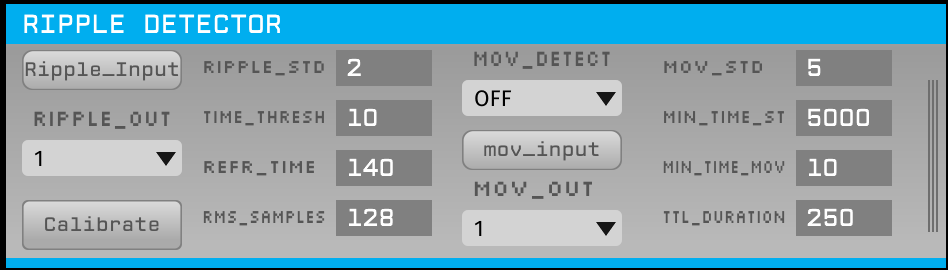 RIPPLE DETECTOR
Ripple_Input
RIPPLE_OUT
1
Calibrate
RIPPLE_STD 2
TIME_THRESH 10
REFR_TIME 140
RMS_SAMPLES 128
MOV_DETECT
OFF
mov_input
MOV_OUT
1
MOV_STD 5
MIN_TIME_ST 5000
MIN_TIME_MOV 10
TTL_DURATION 250